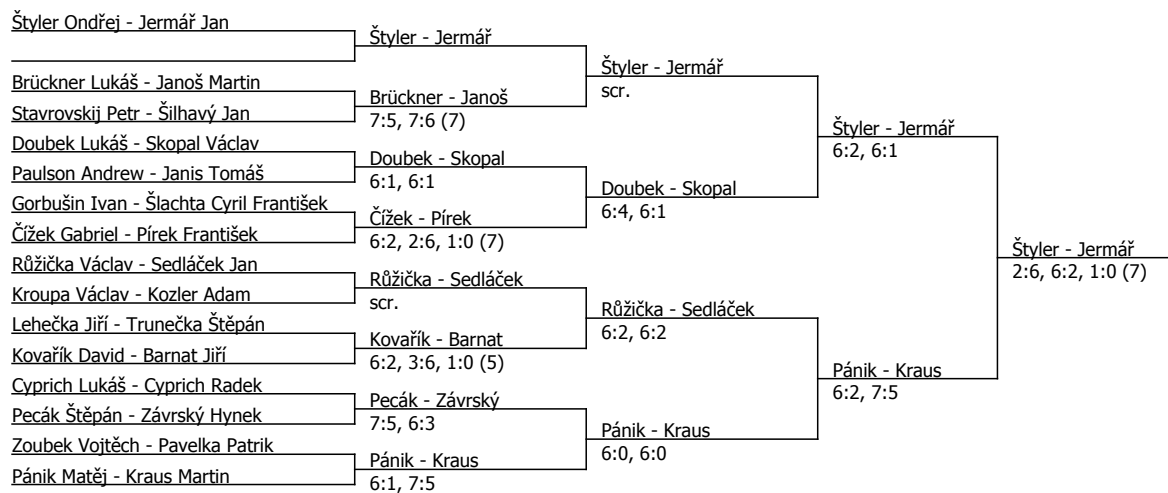 Štyler Ondřej - Jermář Jan
Brückner Lukáš - Janoš Martin
Stavrovskij Petr - Šilhavý Jan
Doubek Lukáš - Skopal Václav
Paulson Andrew - Janis Tomáš
Gorbušin Ivan - Šlachta Cyril František
Čížek Gabriel - Pírek František
Růžička Václav - Sedláček Jan
Kroupa Václav - Kozler Adam
Lehečka Jiří - Trunečka Štěpán
Kovařík David - Barnat Jiří
Cyprich Lukáš - Cyprich Radek
Pecák Štěpán - Závrský Hynek
Zoubek Vojtěch - Pavelka Patrik
Pánik Matěj - Kraus Martin
Štyler - Jermář
Brückner - Janoš
7:5, 7:6 (7)
Doubek - Skopal
6:1, 6:1
Čížek - Pírek
6:2, 2:6, 1:0 (7)
Růžička - Sedláček
scr.
Kovařík - Barnat
6:2, 3:6, 1:0 (5)
Pecák - Závrský
7:5, 6:3
Pánik - Kraus
6:1, 7:5
Štyler - Jermář
scr.
Doubek - Skopal
6:4, 6:1
Růžička - Sedláček
6:2, 6:2
Pánik - Kraus
6:0, 6:0
Štyler - Jermář
6:2, 6:1
Pánik - Kraus
6:2, 7:5
Štyler - Jermář
2:6, 6:2, 1:0 (7)